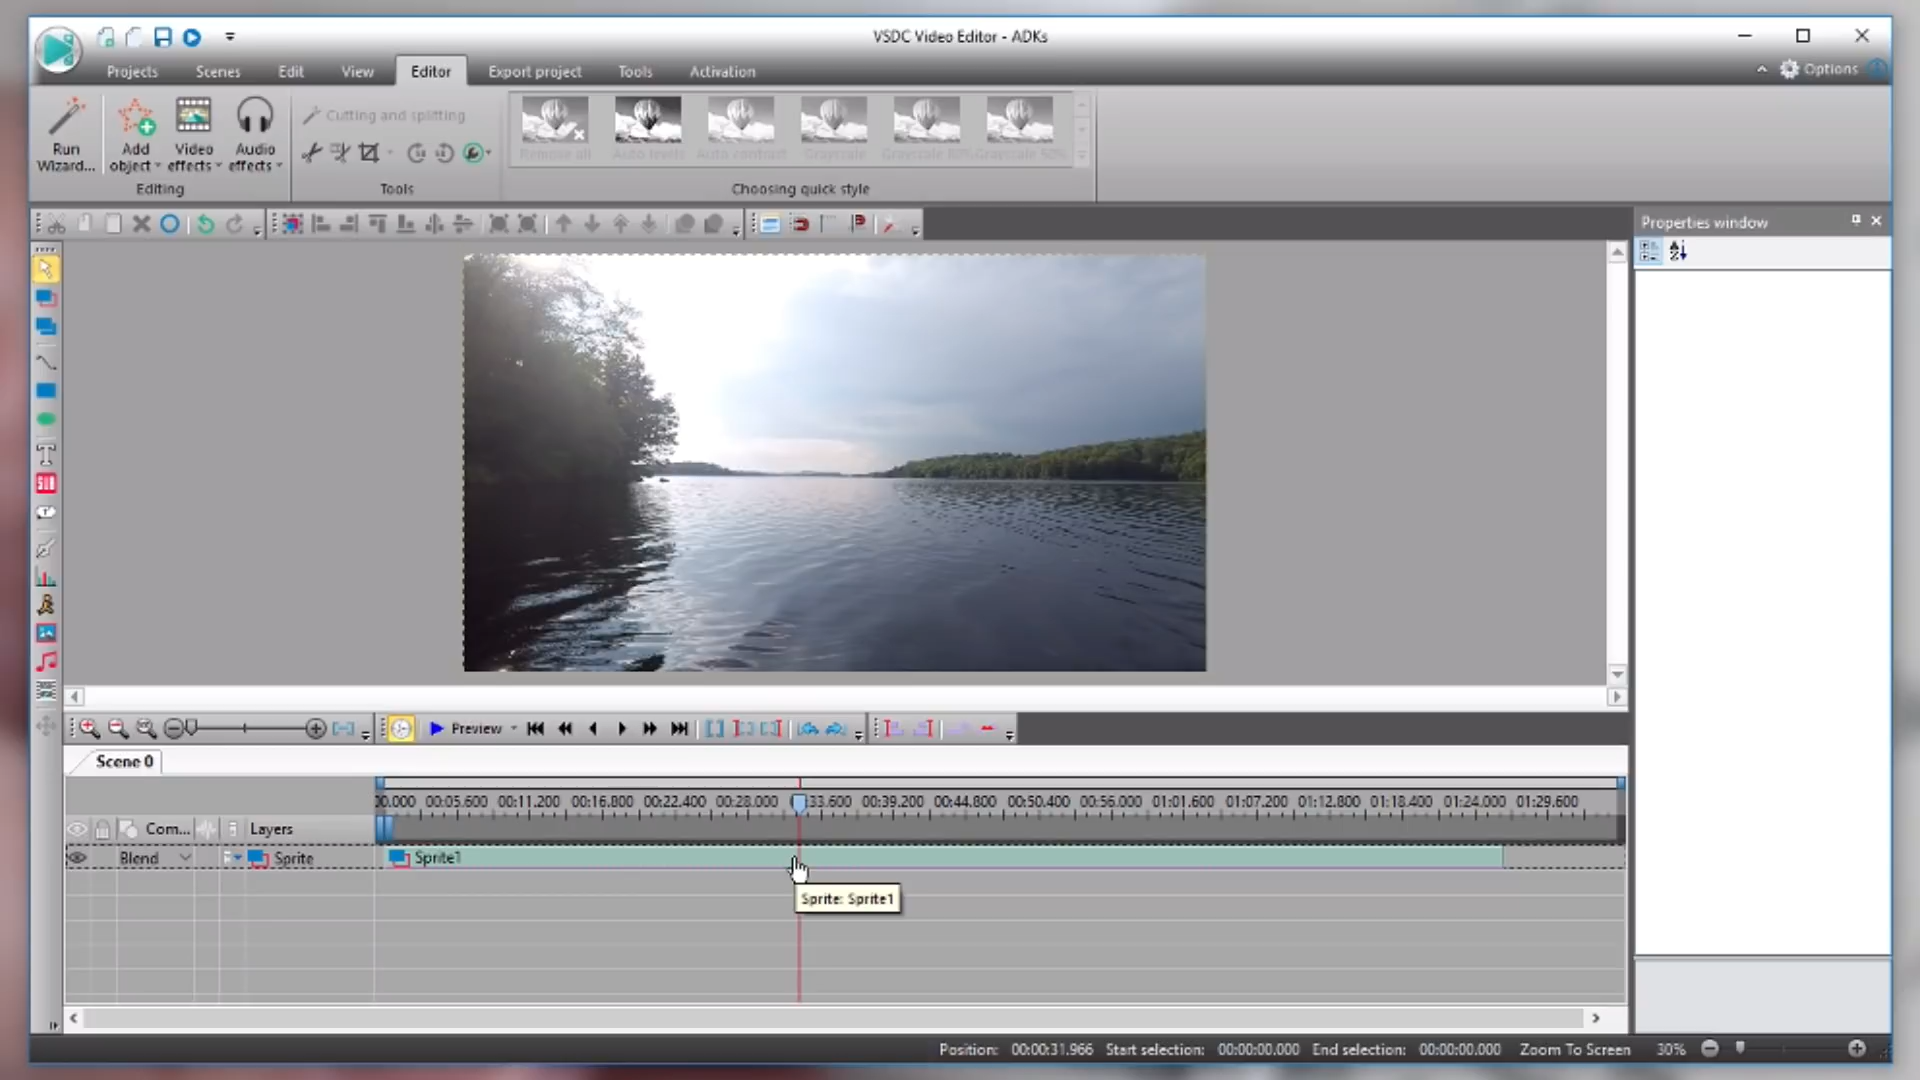 VSDC Video Editor - ADKs
Projects Scenes Edit View Editor Export project Tools Activation Options
Run Wizard...
Add object
Video effects
Audio effects
Cutting and splitting
Remove all Auto levels Auto contrast Grayscale Grayscale 80% Grayscale 50%
Editing Tools Choosing quick style
Properties window
T
SUB
Preview
Scene 0
00.000 00:05.600 00:11.200 00:16.800 00:22.400 00:28.000 33.600 00:39.200 00:44.800 00:50.400 00:56.000 01:01.600 01:07.200 01:12.800 01:18.400 01:24.000 01:29.600
Com... Layers
Blend Sprite Sprite1
Sprite: Sprite1
Position: 00:00:31.966 Start selection: 00:00:00.000 End selection: 00:00:00.000 Zoom To Screen 30%